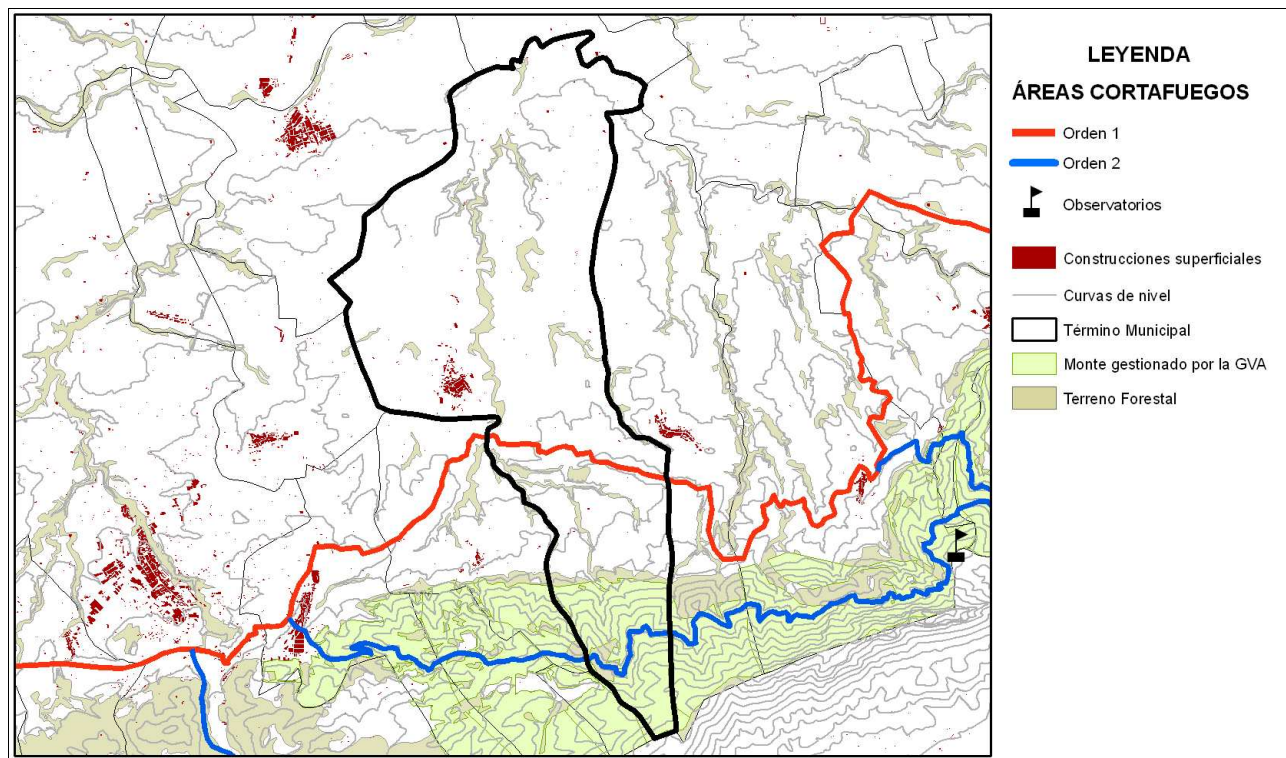 LEYENDA
ÁREAS CORTAFUEGOS
Orden 1
Orden 2
Observatorios
Construcciones superficiales
Curvas de nivel
Término Municipal
Monte gestionado por la GVA
Terreno Forestal